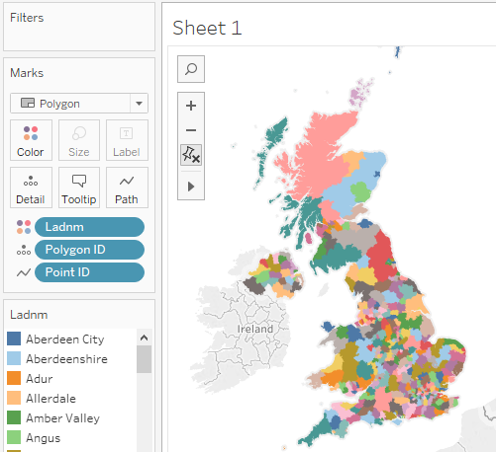 Filters
Marks
Polygon
Color
Size
Label
Detail
Tooltip
Path
Ladnm
Polygon ID
Point ID
Ladnm
Aberdeen City
Aberdeenshire
Adur
Allerdale
Amber Valley
Angus
Sheet 1
Ireland